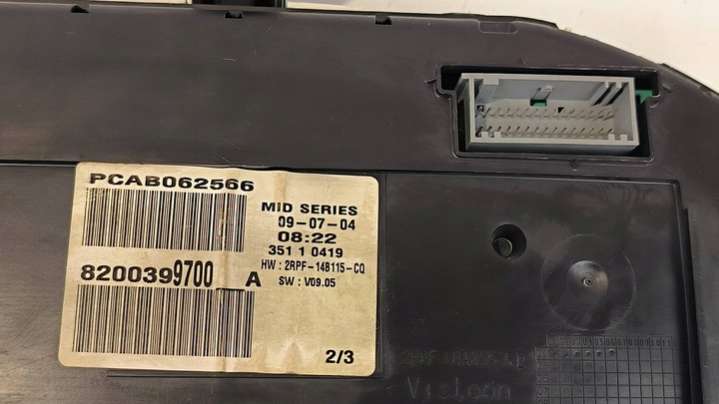 PCAB062566
MID SERIES
09-07-04
08:22
351 1 0419
HW : 2RPF-14B115-CQ
SW : V09.05
8200399700 A
2/3
Visteon